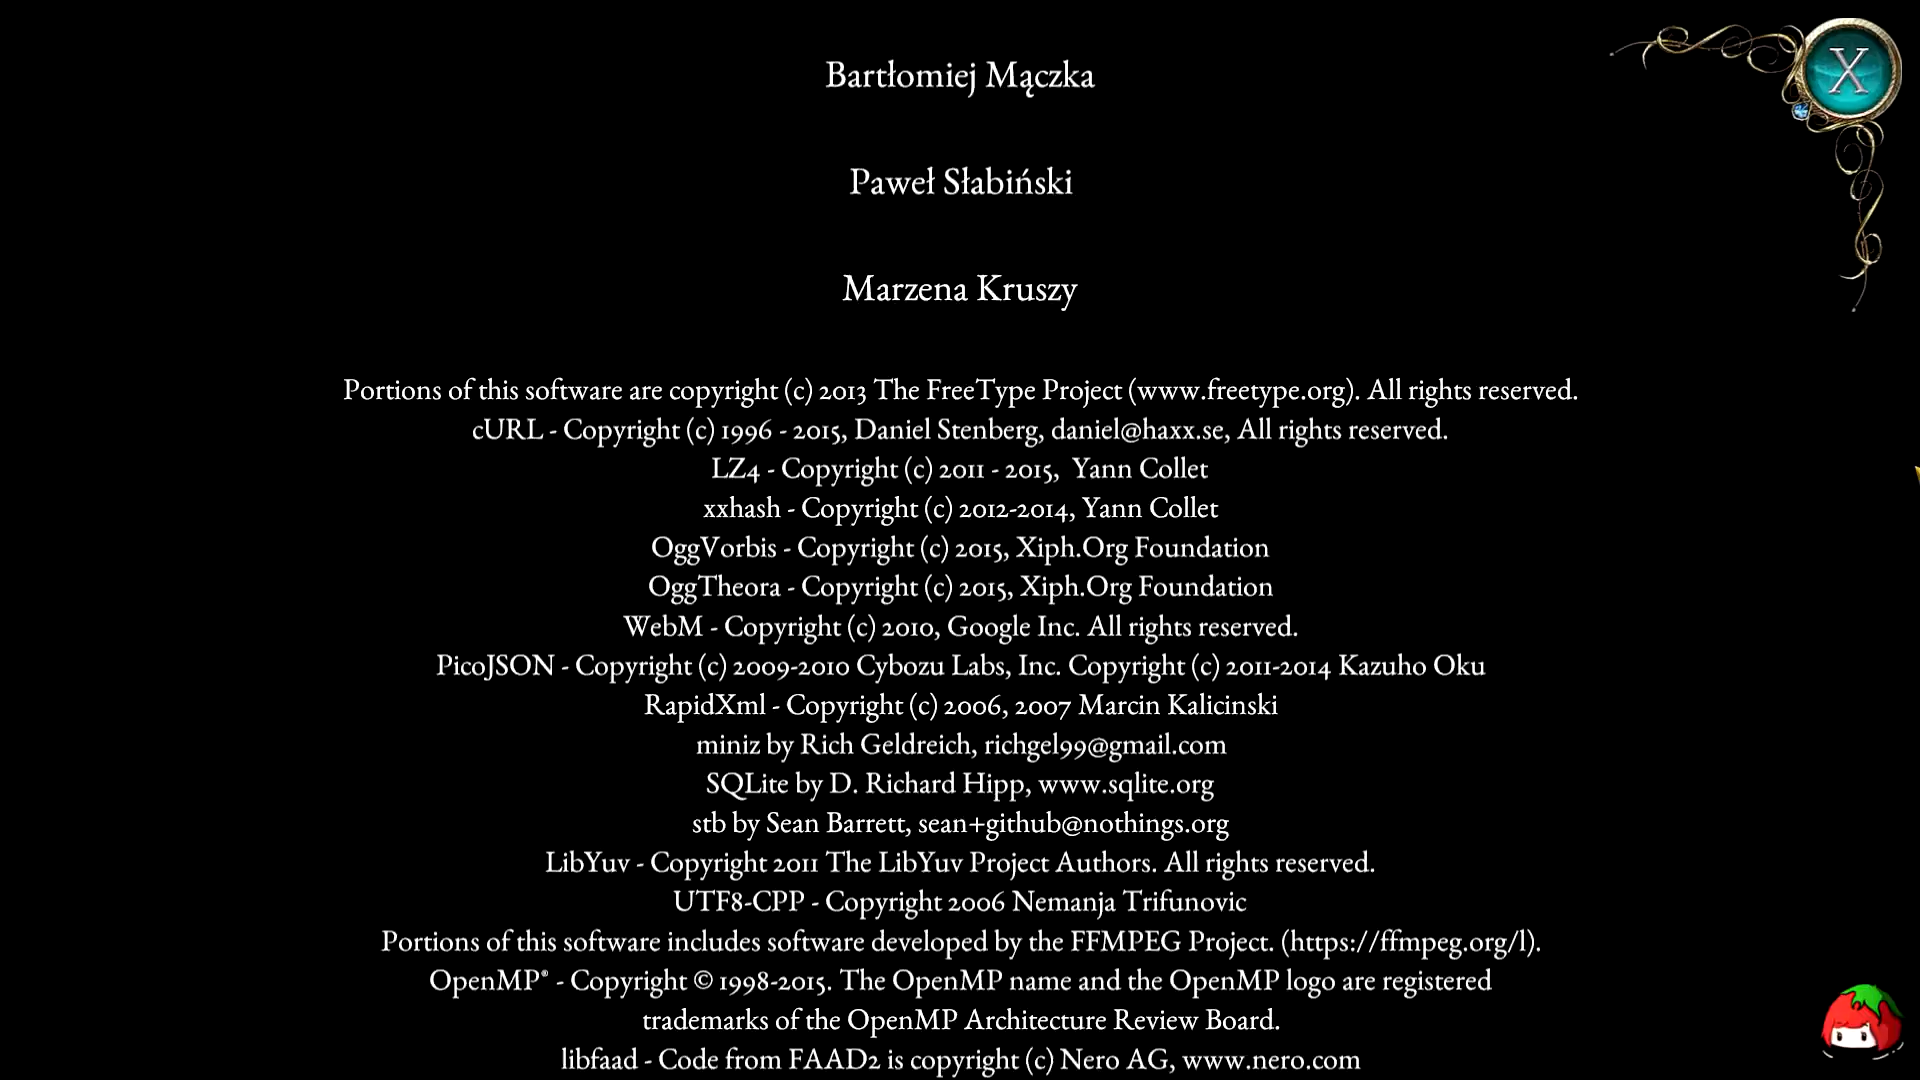 Bartłomiej Mączka
X
Paweł Słabiński
Marzena Kruszy
Portions of this software are copyright (c) 2013 The FreeType Project (www.freetype.org). All rights reserved.
cURL - Copyright (c) 1996 - 2015, Daniel Stenberg, daniel@haxx.se, All rights reserved.
LZ4 - Copyright (c) 2011 - 2015,  Yann Collet
xxhash - Copyright (c) 2012-2014, Yann Collet
OggVorbis - Copyright (c) 2015, Xiph.Org Foundation
OggTheora - Copyright (c) 2015, Xiph.Org Foundation
WebM - Copyright (c) 2010, Google Inc. All rights reserved.
PicoJSON - Copyright (c) 2009-2010 Cybozu Labs, Inc. Copyright (c) 2011-2014 Kazuho Oku
RapidXml - Copyright (c) 2006, 2007 Marcin Kalicinski
miniz by Rich Geldreich, richgel99@gmail.com
SQLite by D. Richard Hipp, www.sqlite.org
stb by Sean Barrett, sean+github@nothings.org
LibYuv - Copyright 2011 The LibYuv Project Authors. All rights reserved.
UTF8-CPP - Copyright 2006 Nemanja Trifunovic
Portions of this software includes software developed by the FFMPEG Project. (https://ffmpeg.org/l).
OpenMP® - Copyright © 1998-2015. The OpenMP name and the OpenMP logo are registered
trademarks of the OpenMP Architecture Review Board.
libfaad - Code from FAAD2 is copyright (c) Nero AG, www.nero.com